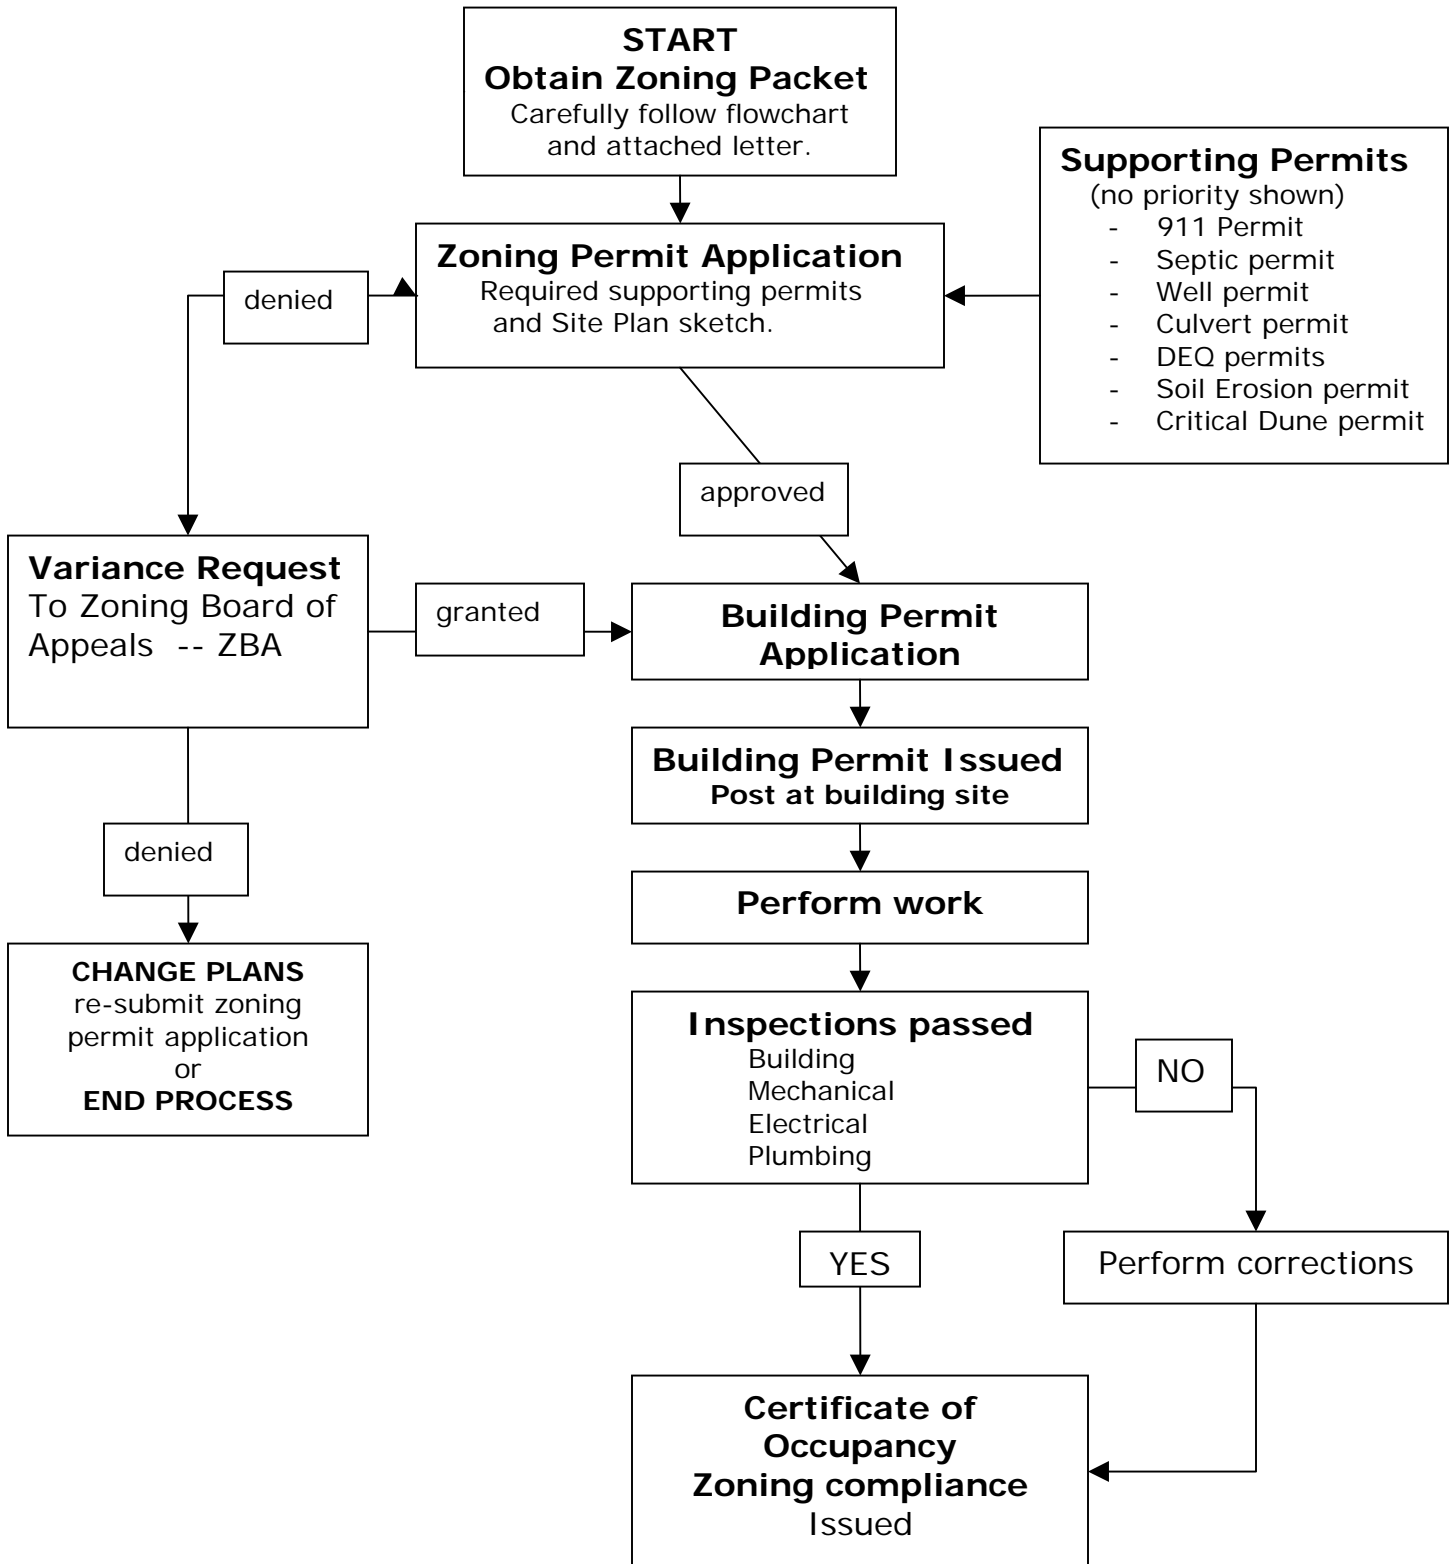 START
Obtain Zoning Packet
Carefully follow flowchart
and attached letter.
Supporting Permits
(no priority shown)
- 911 Permit
- Septic permit
- Well permit
- Culvert permit
- DEQ permits
- Soil Erosion permit
- Critical Dune permit
Zoning Permit Application
Required supporting permits
and Site Plan sketch.
denied
approved
Variance Request
To Zoning Board of
Appeals -- ZBA
granted
Building Permit
Application
Building Permit Issued
Post at building site
denied
Perform work
CHANGE PLANS
re-submit zoning
permit application
or
END PROCESS
Inspections passed
Building
Mechanical
Electrical
Plumbing
NO
YES
Perform corrections
Certificate of
Occupancy
Zoning compliance
Issued